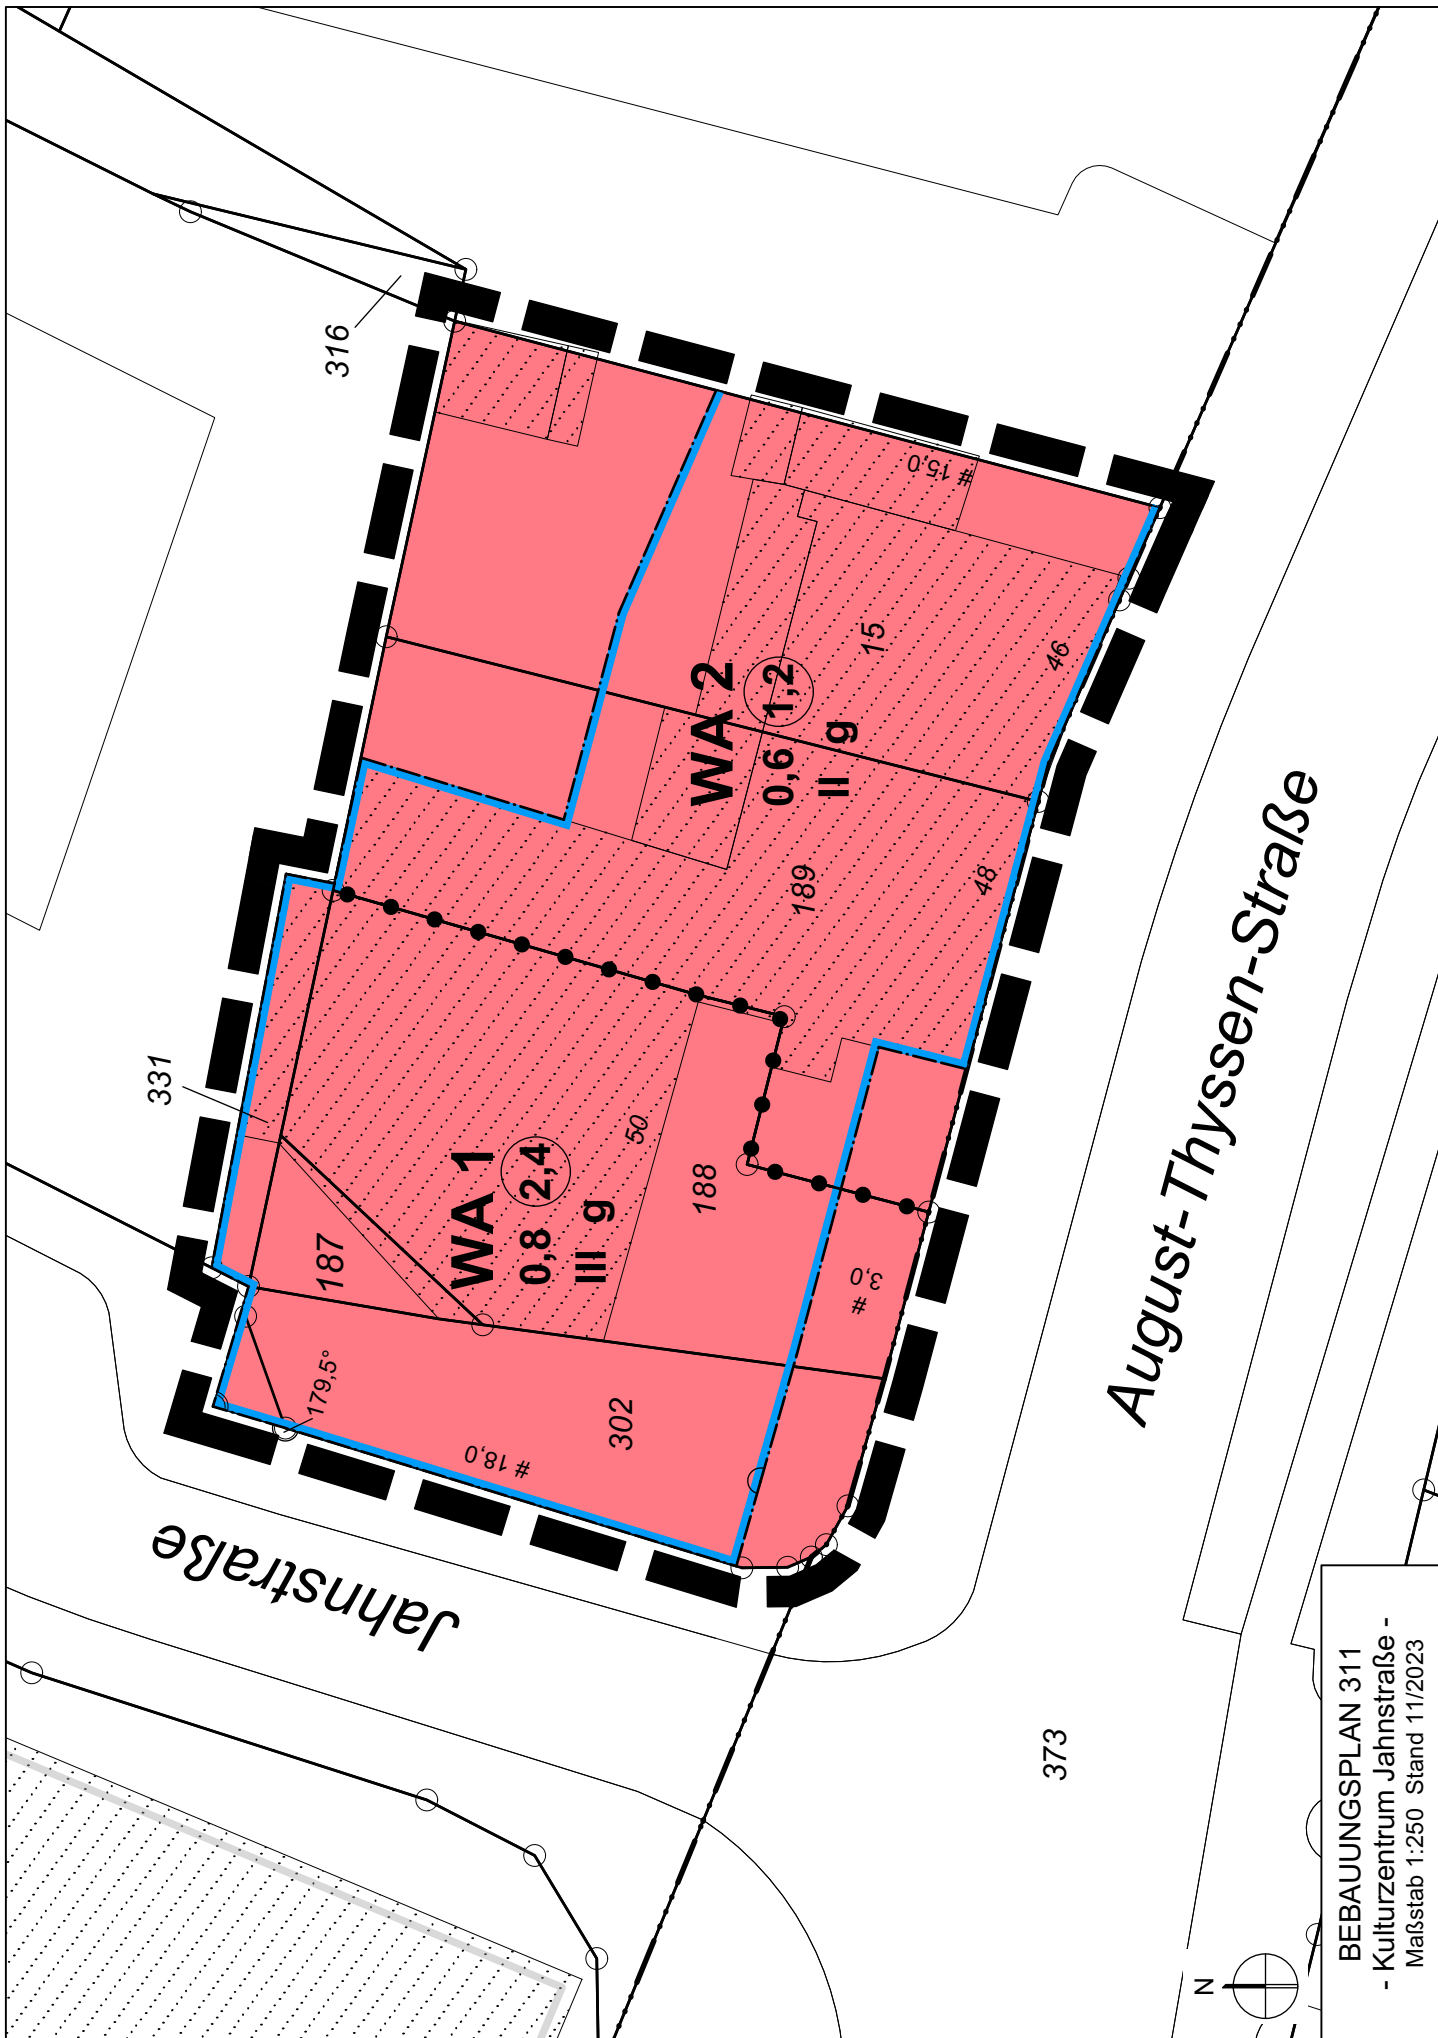 316
331
Jahnstraße
179,5°
# 18,0
187
302
188
50
WA 1
0,8 2,4
III g
# 3,0
WA 2
0,6 1,2
II g
15
# 15,0
189
46
48
August-Thyssen-Straße
373
N
BEBAUUNGSPLAN 311
- Kulturzentrum Jahnstraße -
Maßstab 1:250 Stand 11/2023